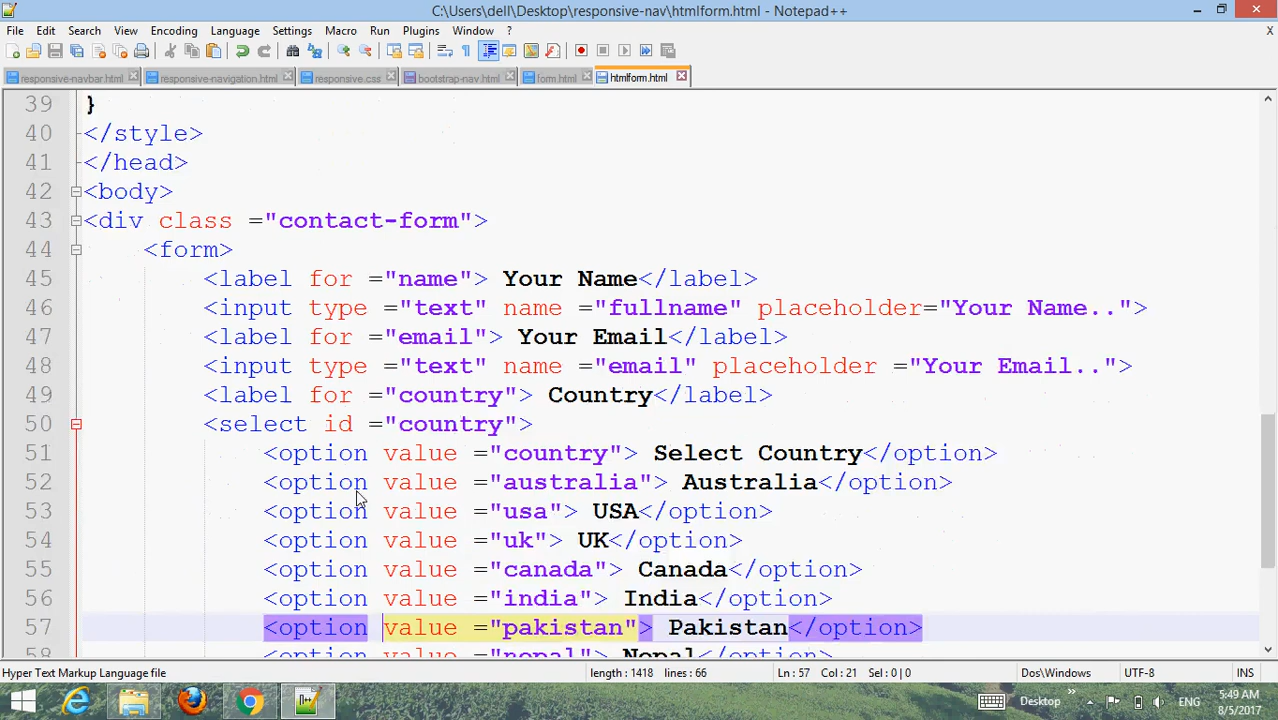 C:\Users\dell\Desktop\responsive-nav\htmlform.html - Notepad++
File Edit Search View Encoding Language Settings Macro Run Plugins Window ? X
responsive-navbar.html responsive-navigation.html responsive.css bootstrap-nav.html form.html htmlform.html
39 }
40 </style>
41 </head>
42 <body>
43 <div class ="contact-form">
44 <form>
45 <label for ="name"> Your Name</label>
46 <input type ="text" name ="fullname" placeholder="Your Name..">
47 <label for ="email"> Your Email</label>
48 <input type ="text" name ="email" placeholder ="Your Email..">
49 <label for ="country"> Country</label>
50 <select id ="country">
51 <option value ="country"> Select Country</option>
52 <option value ="australia"> Australia</option>
53 <option value ="usa"> USA</option>
54 <option value ="uk"> UK</option>
55 <option value ="canada"> Canada</option>
56 <option value ="india"> India</option>
57 <option value ="pakistan"> Pakistan</option>
58 <option value ="nepal"> Nepal</option>
Hyper Text Markup Language file length : 1418 lines : 66 Ln : 57 Col : 21 Sel : 0 | 0 Dos\Windows UTF-8 INS
Desktop ENG 5:49 AM
8/5/2017